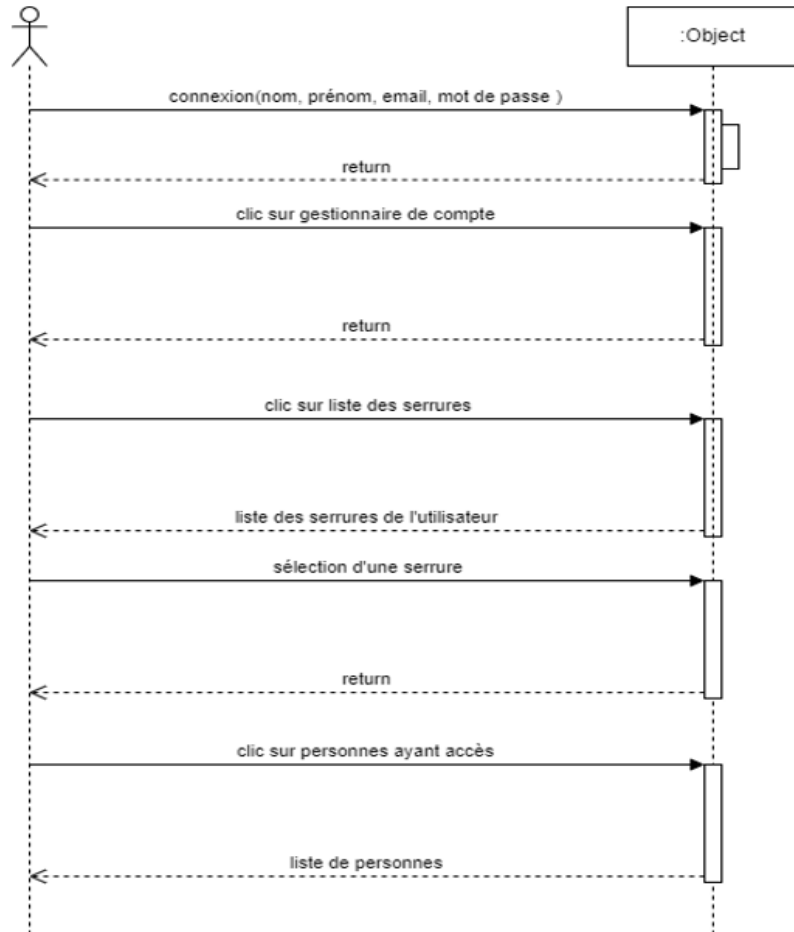 :Object
connexion(nom, prénom, email, mot de passe )
return
clic sur gestionnaire de compte
return
clic sur liste des serrures
liste des serrures de l'utilisateur
sélection d'une serrure
return
clic sur personnes ayant accès
liste de personnes